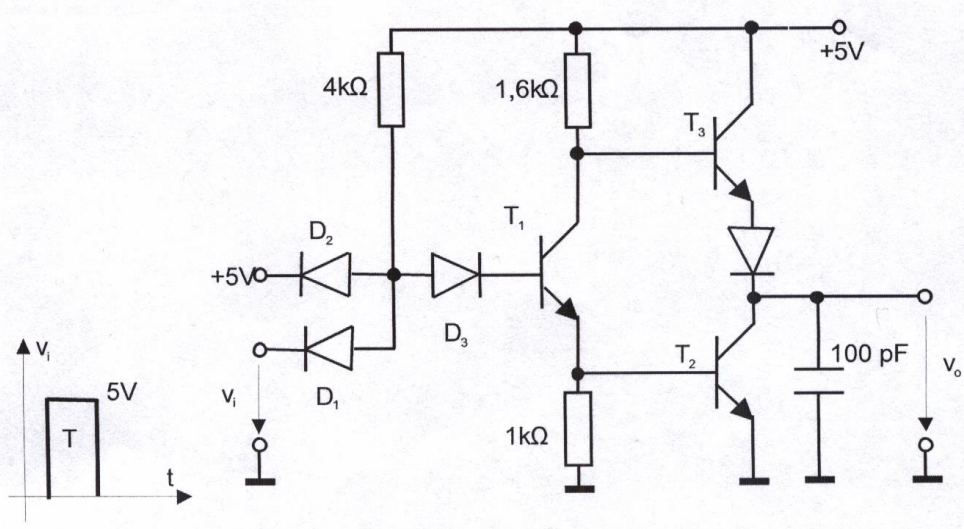 +5V
4kΩ
1,6kΩ
T₃
T₁
D₂
+5V
D₃
D₁
vᵢ
1kΩ
T₂
100 pF
vₒ
vᵢ
5V
T
t